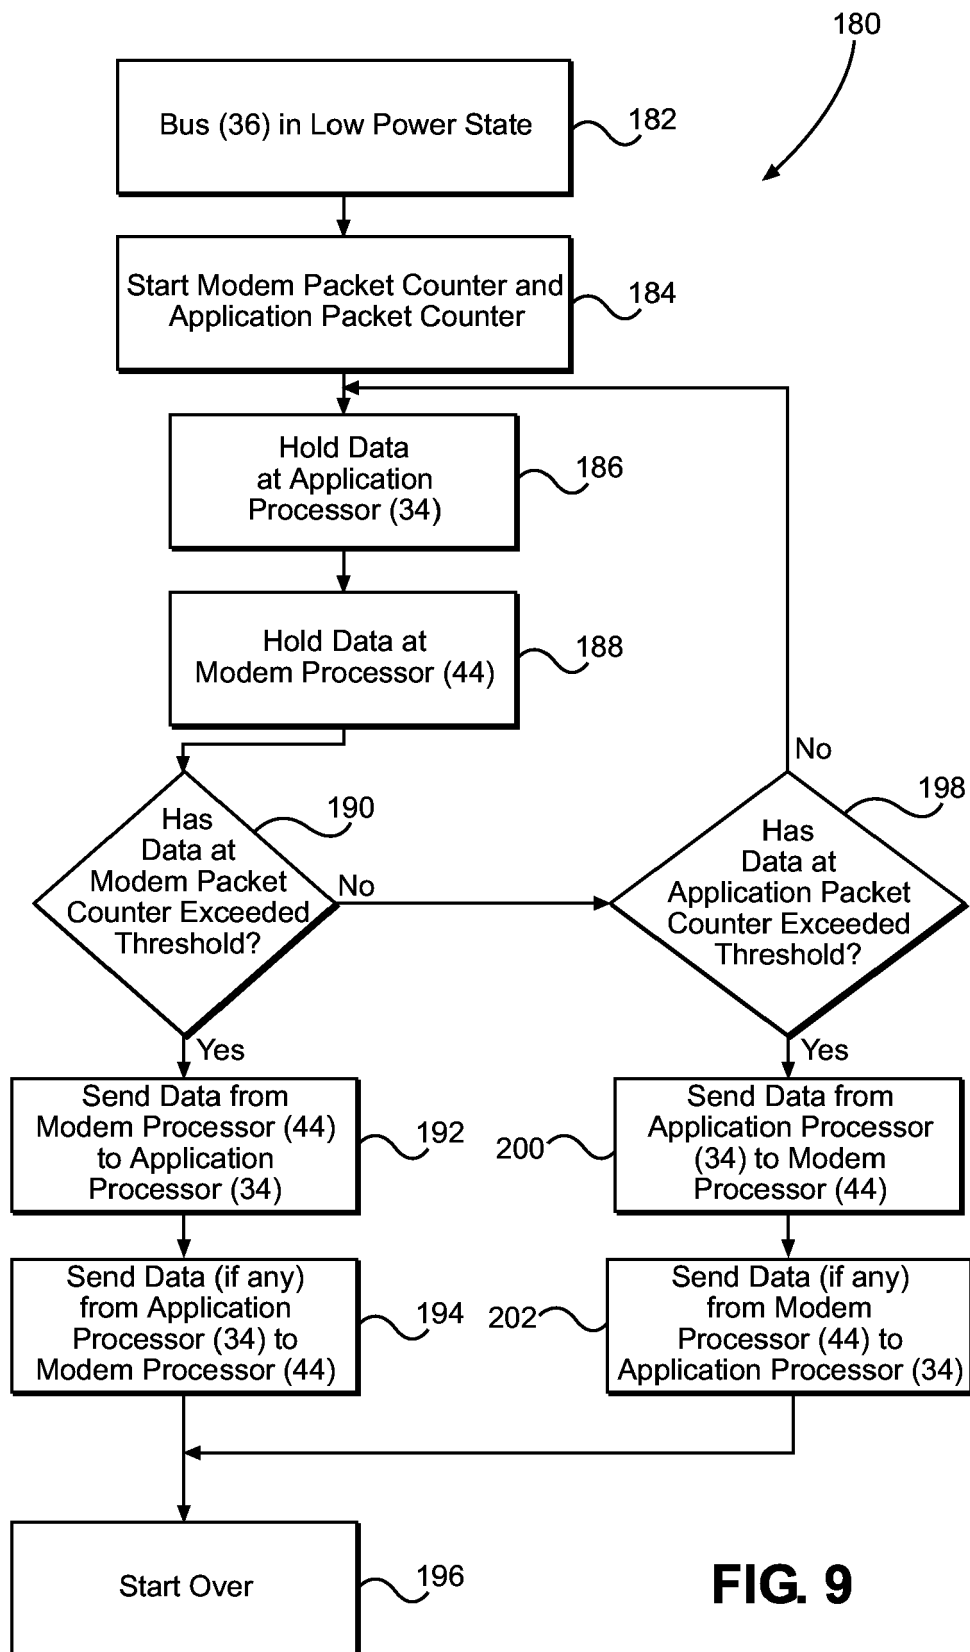 180
Bus (36) in Low Power State
182
Start Modem Packet Counter and
Application Packet Counter
184
Hold Data
at Application
Processor (34)
186
Hold Data at
Modem Processor (44)
188
Has
Data at
Modem Packet
Counter Exceeded
Threshold?
190
No
Yes
No
Has
Data at
Application Packet
Counter Exceeded
Threshold?
198
Yes
Send Data from
Modem Processor (44)
to Application
Processor (34)
192
200
Send Data from
Application Processor
(34) to Modem
Processor (44)
Send Data (if any)
from Application
Processor (34) to
Modem Processor (44)
194
202
Send Data (if any)
from Modem
Processor (44) to
Application Processor (34)
Start Over
196
FIG. 9